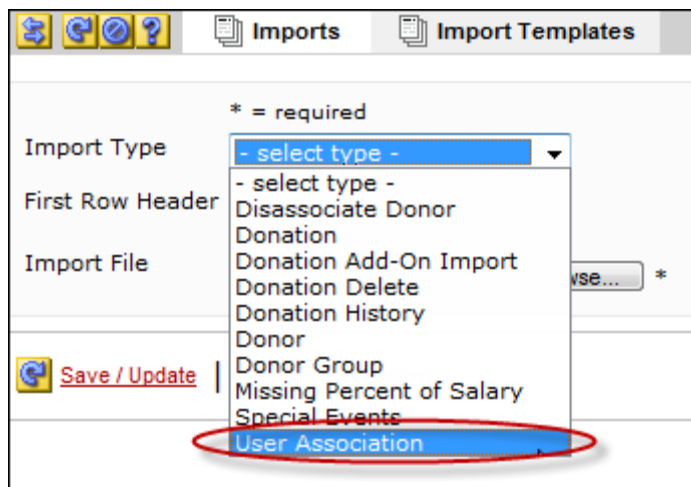 Imports Import Templates
* = required
Import Type
- select type -
- select type -
First Row Header
Disassociate Donor
Donation
Import File
Donation Add-On Import
*
Donation Delete
Donation History
Donor
Donor Group
Save / Update |
Missing Percent of Salary
Special Events
User Association